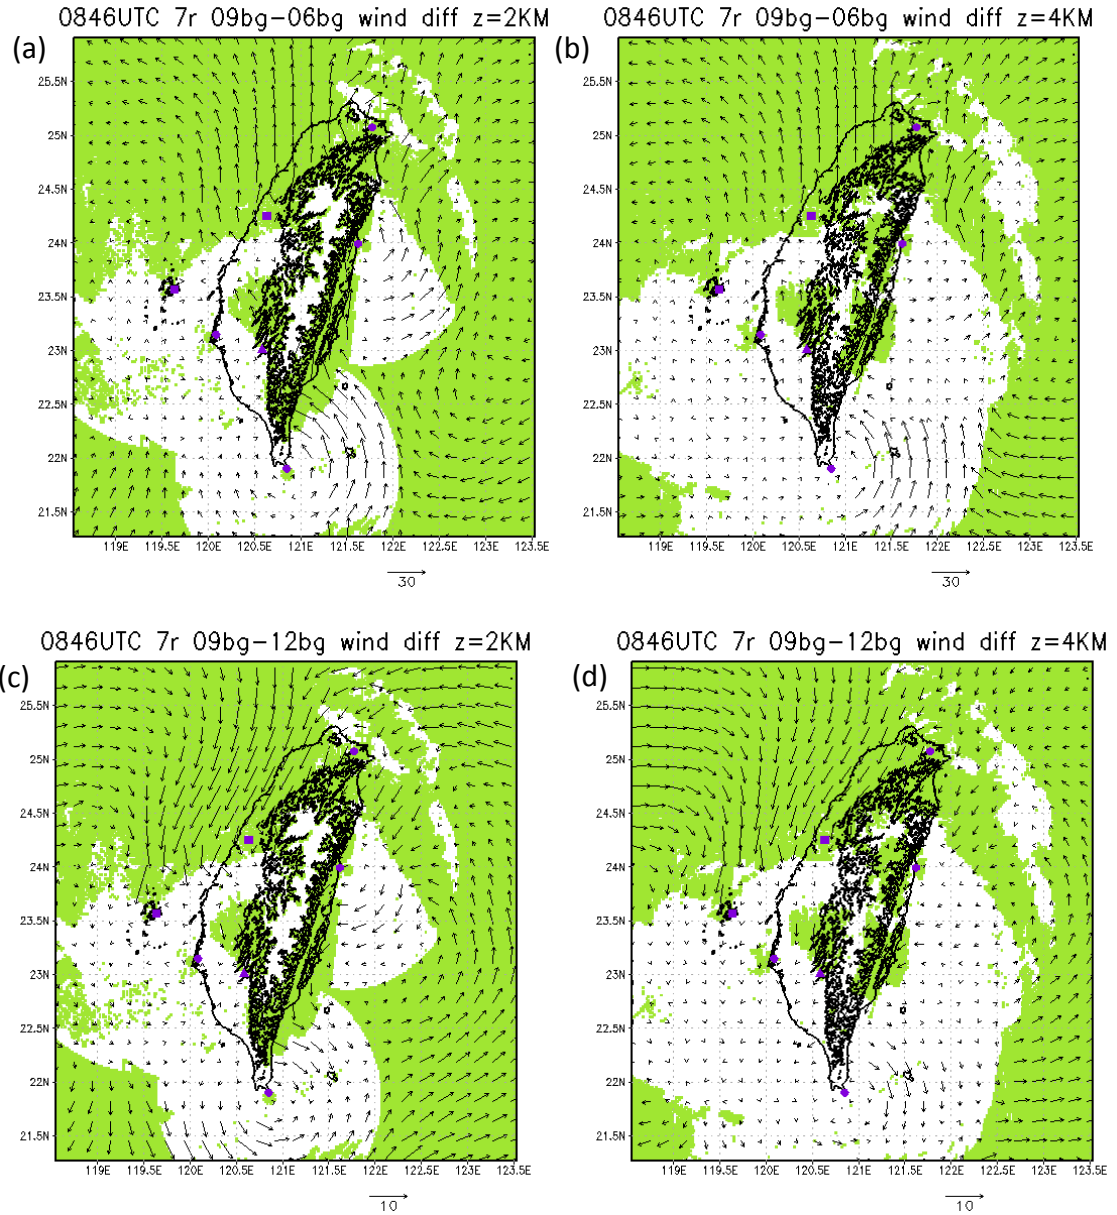 0846UTC 7r 09bg-06bg wind diff z=2KM
(a)
25.5N
25N
24.5N
24N
23.5N
23N
22.5N
22N
21.5N
119E 119.5E 120E 120.5E 121E 121.5E 122E 122.5E 123E 123.5E
30
0846UTC 7r 09bg-06bg wind diff z=4KM
(b)
25.5N
25N
24.5N
24N
23.5N
23N
22.5N
22N
21.5N
119E 119.5E 120E 120.5E 121E 121.5E 122E 122.5E 123E 123.5E
30
0846UTC 7r 09bg-12bg wind diff z=2KM
(c)
25.5N
25N
24.5N
24N
23.5N
23N
22.5N
22N
21.5N
119E 119.5E 120E 120.5E 121E 121.5E 122E 122.5E 123E 123.5E
10
0846UTC 7r 09bg-12bg wind diff z=4KM
(d)
25.5N
25N
24.5N
24N
23.5N
23N
22.5N
22N
21.5N
119E 119.5E 120E 120.5E 121E 121.5E 122E 122.5E 123E 123.5E
10